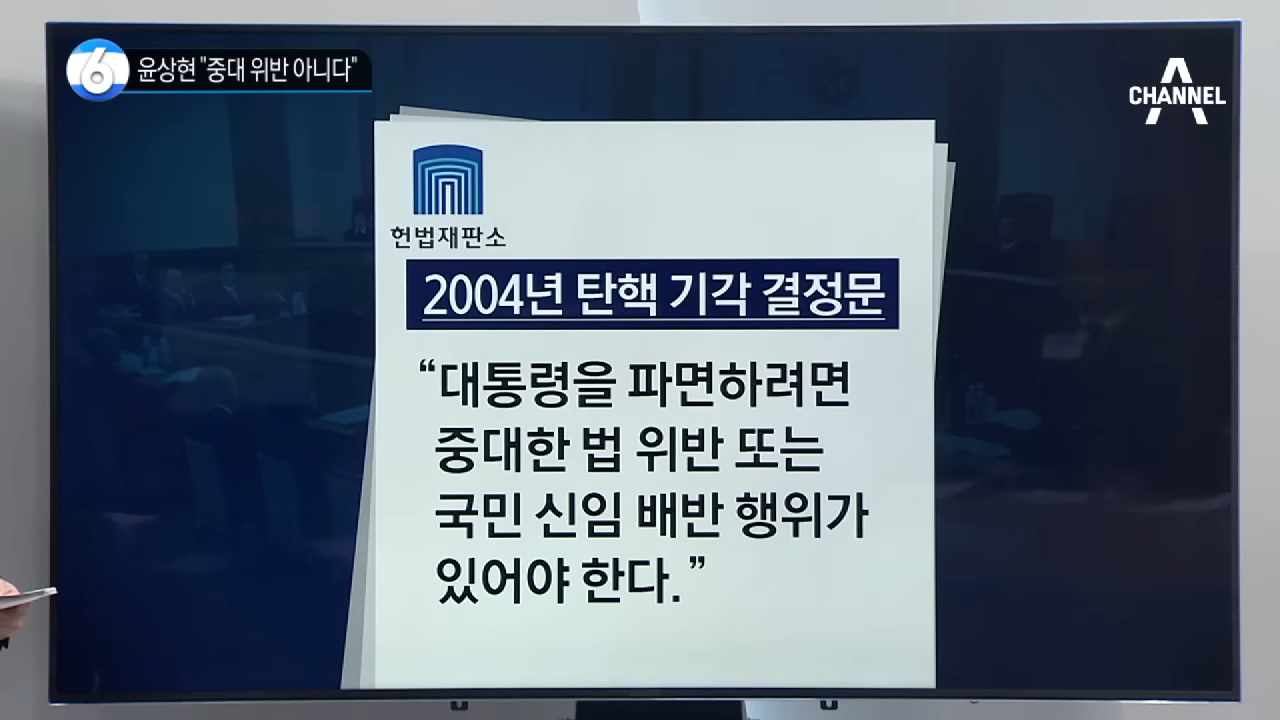 6 윤상현 "중대 위반 아니다"
CHANNEL A
헌법재판소
2004년 탄핵 기각 결정문
“대통령을 파면하려면
중대한 법 위반 또는
국민 신임 배반 행위가
있어야 한다.”